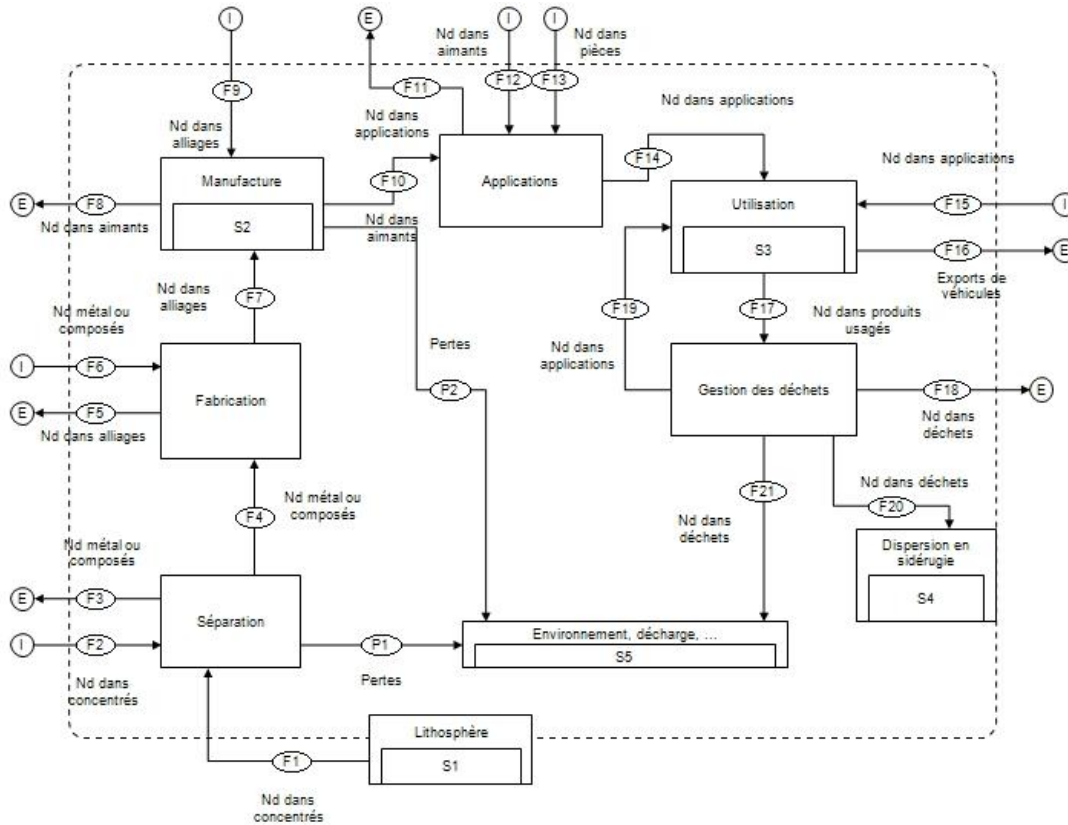 I
E
I
I
Nd dans
aimants
Nd dans
pièces
F9
F11
F12
F13
Nd dans
alliages
Nd dans
applications
Nd dans applications
Manufacture
S2
F10
Applications
F14
Nd dans applications
E
F8
Nd dans aimants
Nd dans
aimants
Utilisation
S3
F15
I
F16
E
Exports de
véhicules
Nd dans
alliages
F7
F19
F17
Nd métal ou
composés
Nd dans produits
usagés
Pertes
Nd dans
applications
I
F6
Fabrication
E
F5
Nd dans alliages
P2
Gestion des déchets
F18
E
Nd dans
déchets
Nd métal ou
composés
F4
F21
Nd dans déchets
F20
Nd dans
déchets
Nd métal ou
composés
Dispersion en
sidérugie
S4
E
F3
Séparation
I
F2
P1
Environnement, décharge, ...
S5
Nd dans
concentrés
Pertes
Lithosphère
S1
F1
Nd dans
concentrés